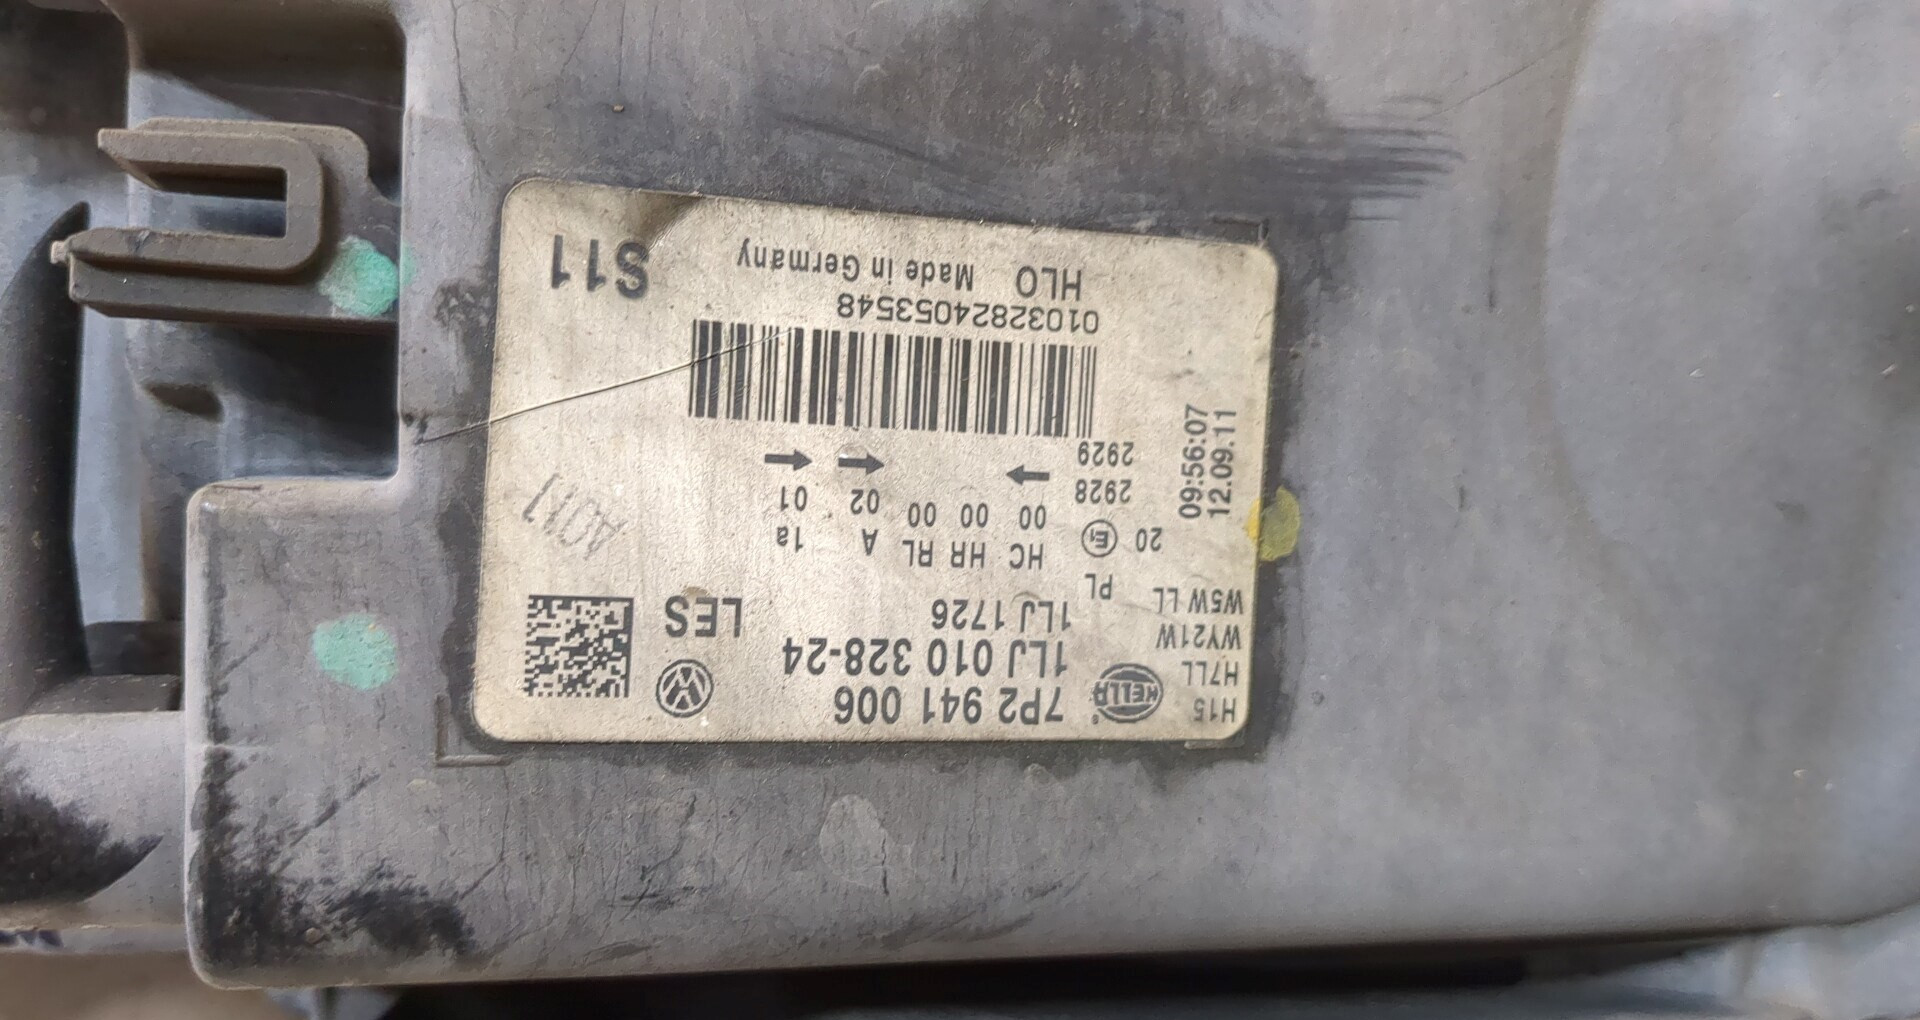 H15 HELLA 7P2 941 006
H7LL 1LJ 010 328-24
WY21W 1LJ 1726 LES
W5W LL PL
20 E1 HC HR RL A 1a
00 00 00 02 01
2928
2929
12.09.11
09:56:07
01032824053548
HLO Made in Germany S11